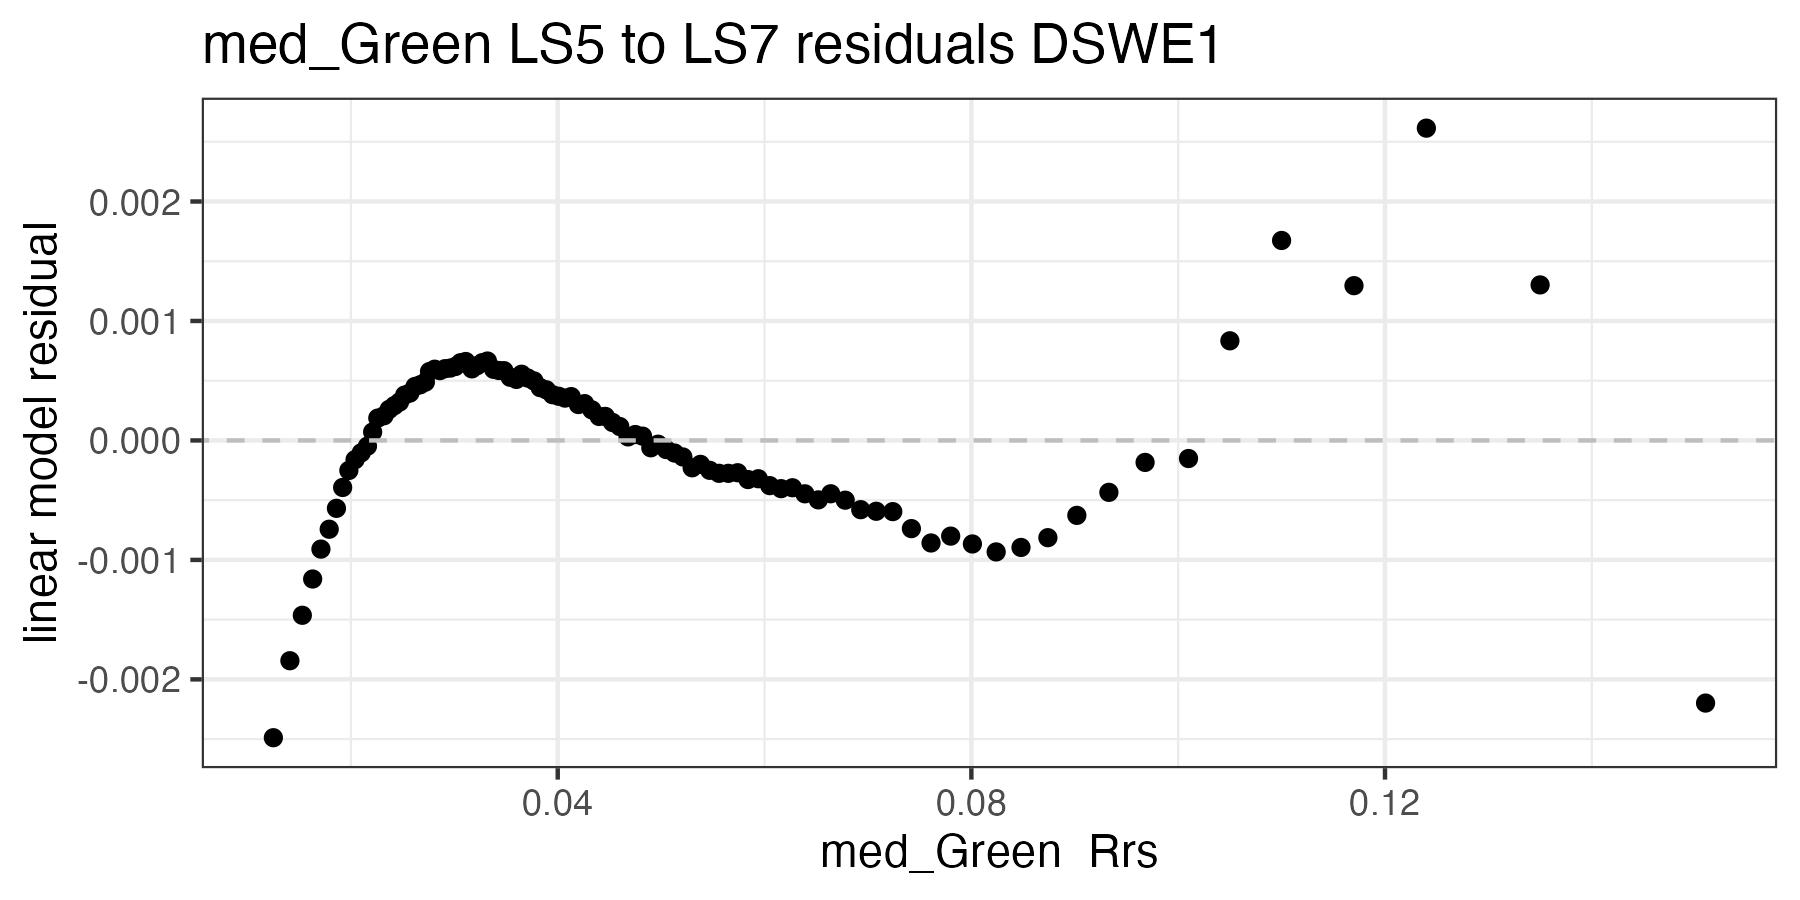 med_Green LS5 to LS7 residuals DSWE1
linear model residual
0.002
0.001
0.000
-0.001
-0.002
0.04
0.08
0.12
med_Green  Rrs